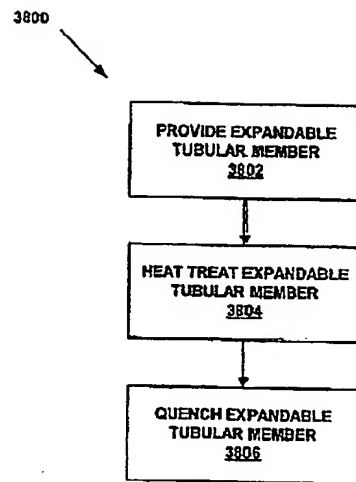 3800
PROVIDE EXPANDABLE
TUBULAR MEMBER
3802
HEAT TREAT EXPANDABLE
TUBULAR MEMBER
3804
QUENCH EXPANDABLE
TUBULAR MEMBER
3806